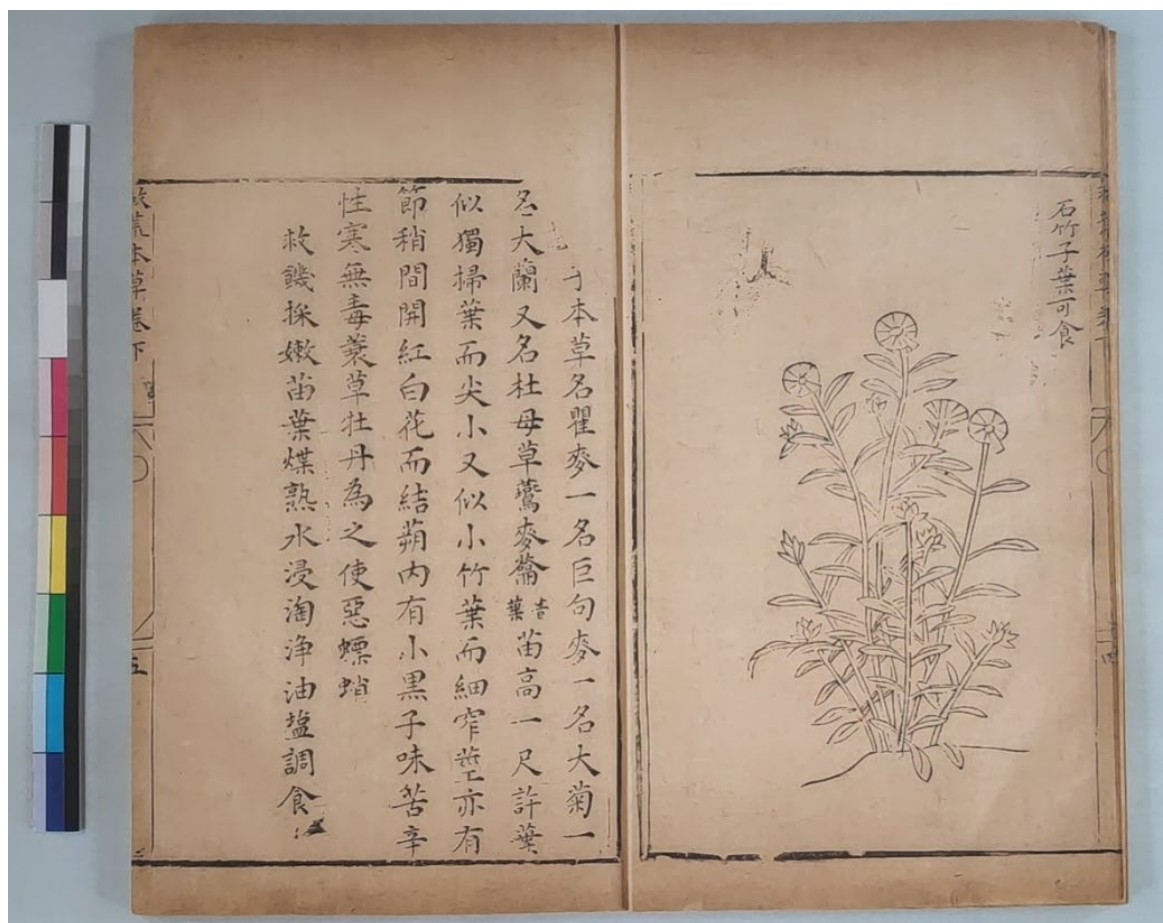 石竹子葉可食
子本草名瞿麥一名巨句麥一名大菊一
名大蘭又名杜母草鷰麥蘥音藥苗高一尺許葉
似獨掃葉而尖小又似小竹葉而細窄莖亦有
節稍間開紅白花而結蒴內有小黑子味苦辛
性寒無毒蘘草牡丹為之使惡螵蛸
救饑採嫩苗葉煠熟水浸淘淨油鹽調食
救荒本草卷下
五